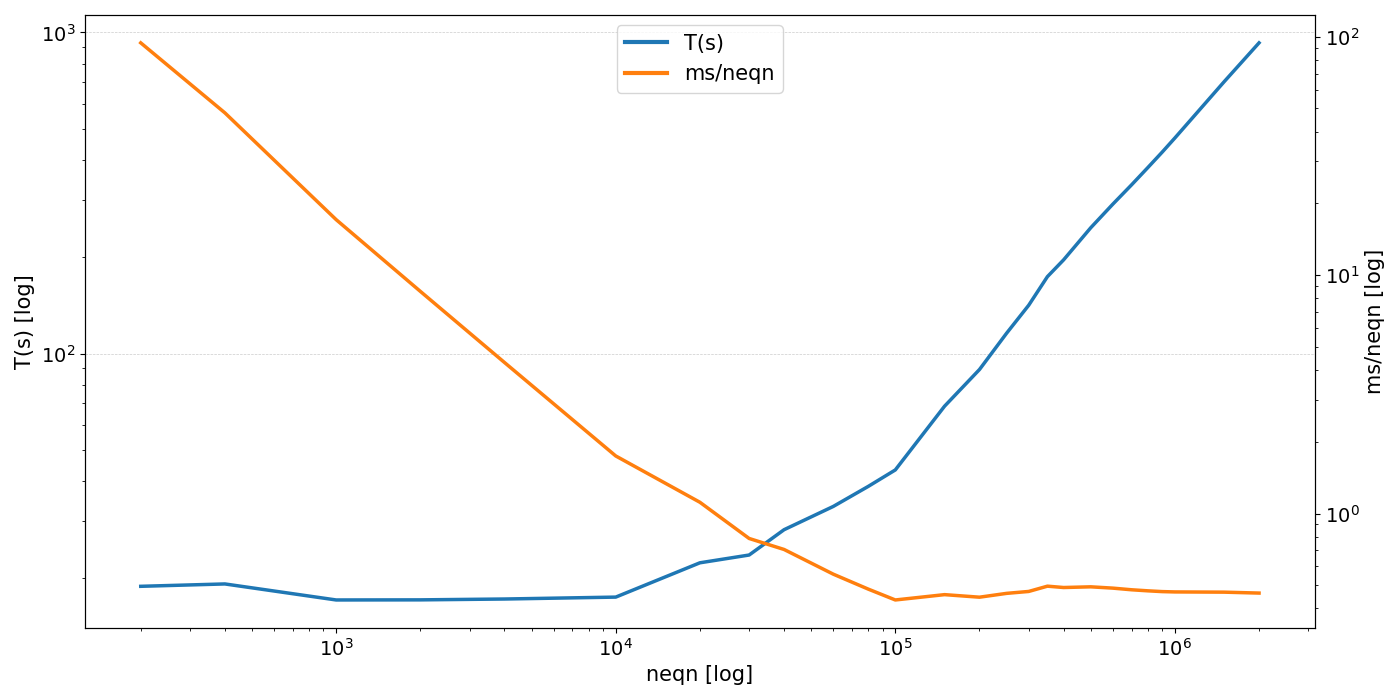 T(s)
ms/neqn
10³
10²
T(s) [log]
10²
10¹
10⁰
ms/neqn [log]
10³
10⁴
10⁵
10⁶
neqn [log]